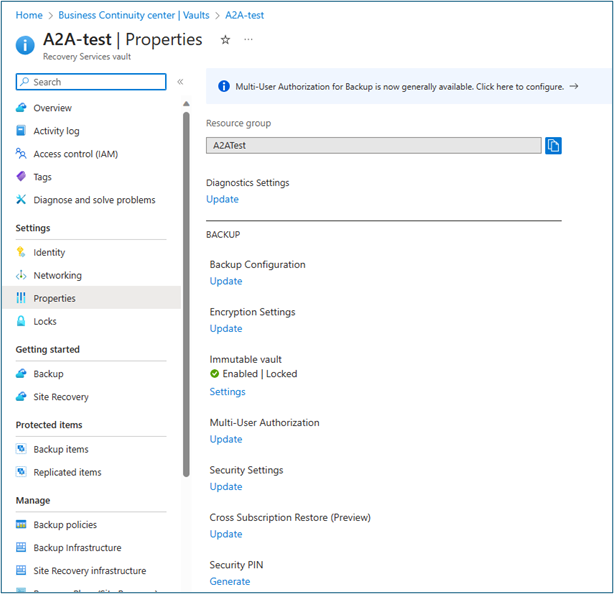 Home > Business Continuity center | Vaults > A2A-test
A2A-test | Properties
Recovery Services vault
Search
Overview
Activity log
Access control (IAM)
Tags
Diagnose and solve problems
Settings
Identity
Networking
Properties
Locks
Getting started
Backup
Site Recovery
Protected items
Backup items
Replicated items
Manage
Backup policies
Backup Infrastructure
Site Recovery infrastructure
Multi-User Authorization for Backup is now generally available. Click here to configure. →
Resource group
A2ATest
Diagnostics Settings
Update
BACKUP
Backup Configuration
Update
Encryption Settings
Update
Immutable vault
Enabled | Locked
Settings
Multi-User Authorization
Update
Security Settings
Update
Cross Subscription Restore (Preview)
Update
Security PIN
Generate